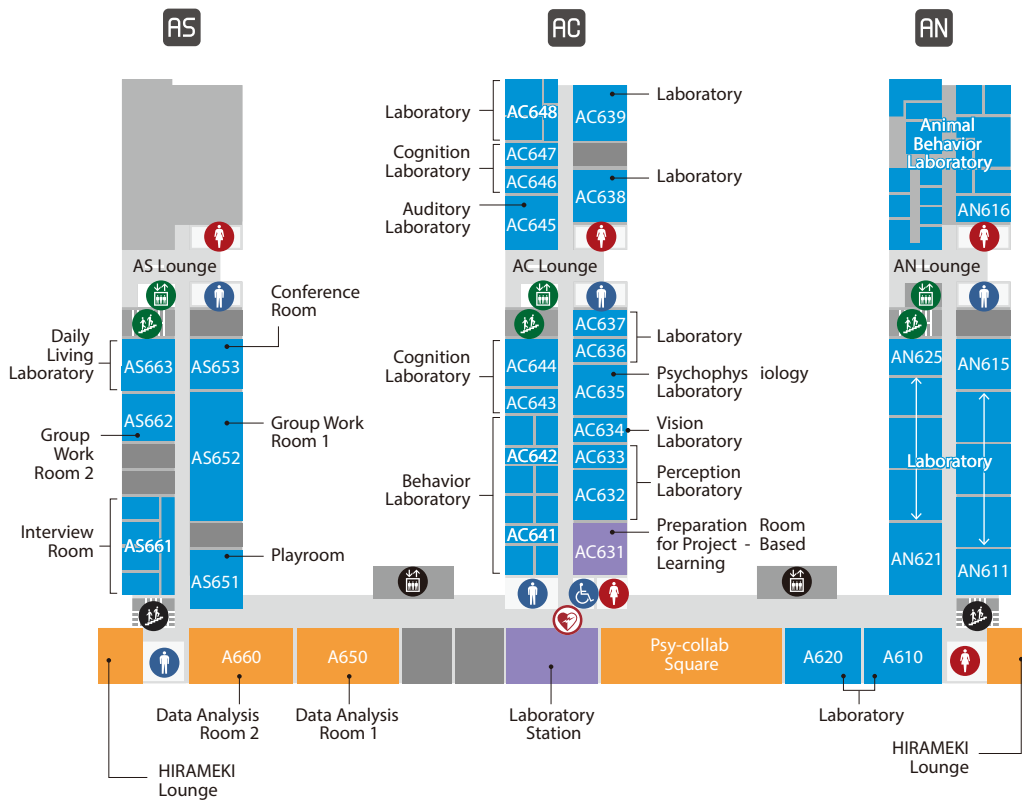 AS
AC
AN
Laboratory
AC648
AC639
Laboratory
Cognition
Laboratory
AC647
AC646
AC638
Laboratory
Auditory
Laboratory
AC645
Animal
Behavior
Laboratory
AN616
AS Lounge
AC Lounge
AN Lounge
Conference
Room
Daily
Living
Laboratory
AS663
AS653
AS662
Group
Work
Room 2
Group Work
Room 1
AS652
Interview
Room
AS661
Playroom
AS651
AC637
AC636
Laboratory
Cognition
Laboratory
AC644
AC643
AC635
Psychophys iology
Laboratory
AC634
Vision
Laboratory
Behavior
Laboratory
AC642
AC641
AC633
AC632
Perception
Laboratory
AC631
Preparation Room
for Project - Based
Learning
AN625
AN615
Laboratory
AN621
AN611
A660
A650
Psy-collab
Square
A620
A610
Data Analysis
Room 2
Data Analysis
Room 1
Laboratory
Station
Laboratory
HIRAMEKI
Lounge
HIRAMEKI
Lounge